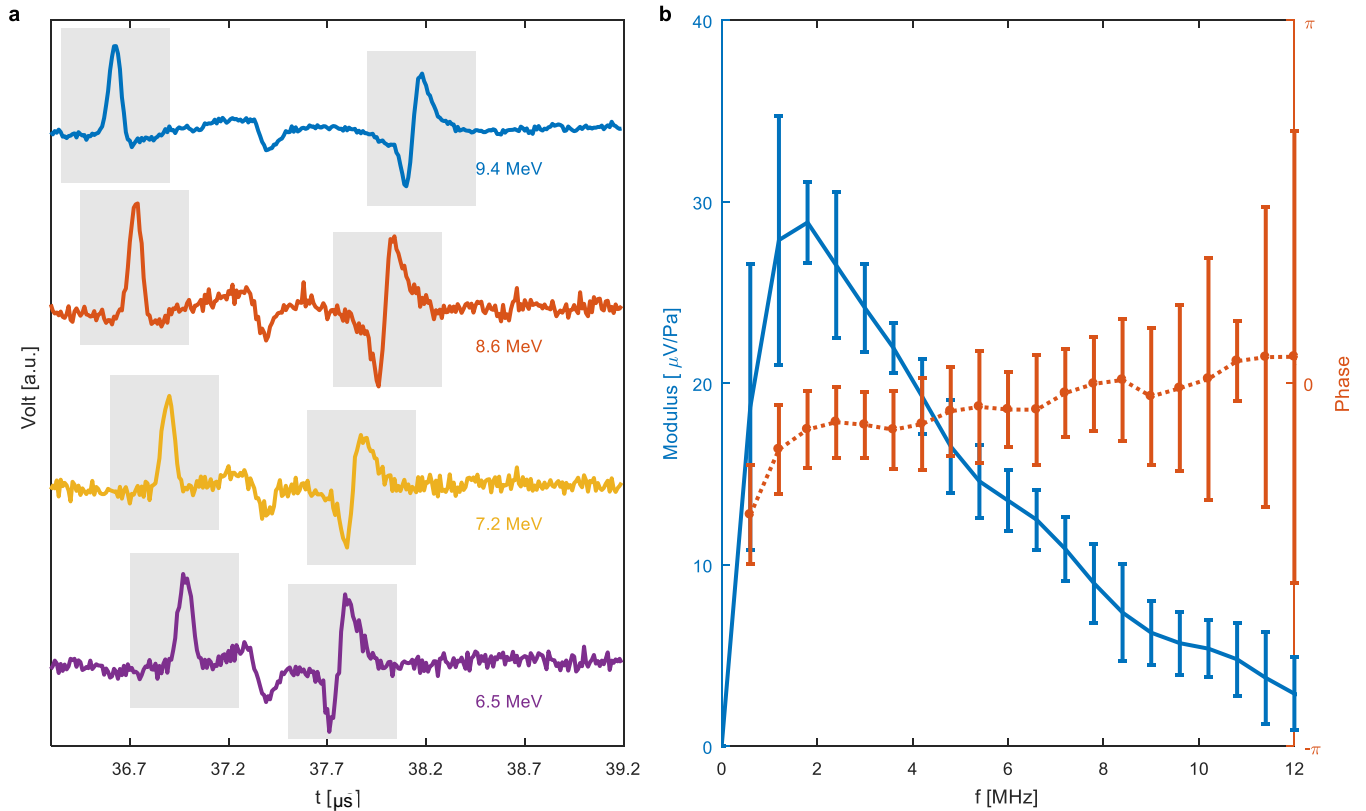 a
Volt [a.u.]
9.4 MeV
8.6 MeV
7.2 MeV
6.5 MeV
36.7 37.2 37.7 38.2 38.7 39.2
t [µs]
b
Modulus [ µV/Pa]
40
30
20
10
0
π
0
-π
Phase
0 2 4 6 8 10 12
f [MHz]